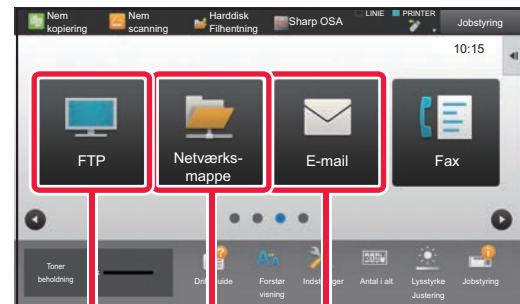 Nem
kopiering
Nem
scanning
Harddisk
Filhentning
Sharp OSA
LINIE
PRINTER
Jobstyring
10:15
FTP
Netværks-
mappe
E-mail
Fax
Toner
beholdning
Forstør
visning
Antal i alt
Lysstyrke
Justering
Jobstyring